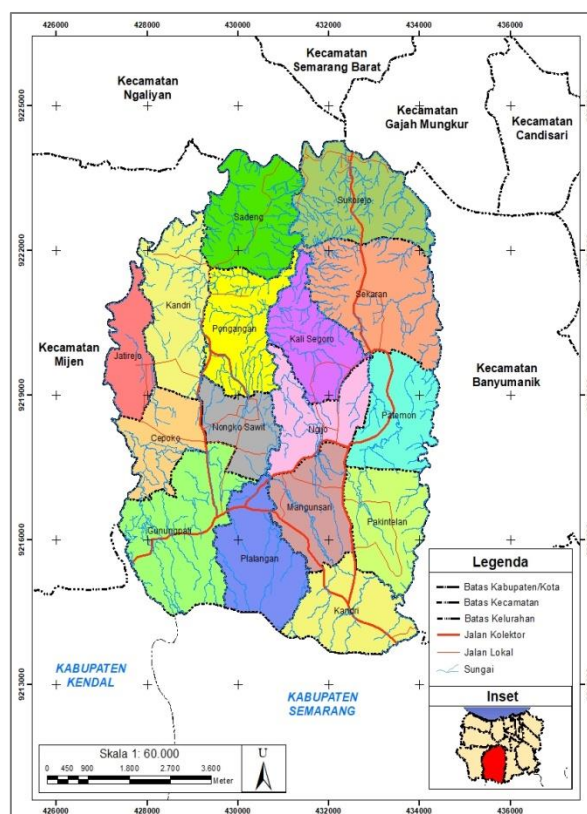 426000 428000 430000 432000 434000 436000
Kecamatan
Semarang Barat
Kecamatan
Ngaliyan
Kecamatan
Gajah Mungkur
Kecamatan
Candisari
9225000
9222000
9219000
9216000
9213000
Sadeng
Sukorejo
Sekaran
Kandri
Pongangan
Kali Segoro
Kecamatan
Mijen
Jatirejo
Kecamatan
Banyumanik
Patemon
Cepoko
Nongko Sawit
Ngijo
Mangunsari
Pakintelan
Gunungpati
Plalangan
Kandri
KABUPATEN
KENDAL
KABUPATEN
SEMARANG
Legenda
Batas Kabupaten/Kota
Batas Kecamatan
Batas Kelurahan
Jalan Kolektor
Jalan Lokal
Sungai
Inset
Skala 1: 60.000
0 450 900 1.800 2.700 3.600
Meter
U
426000 428000 430000 432000 434000 436000